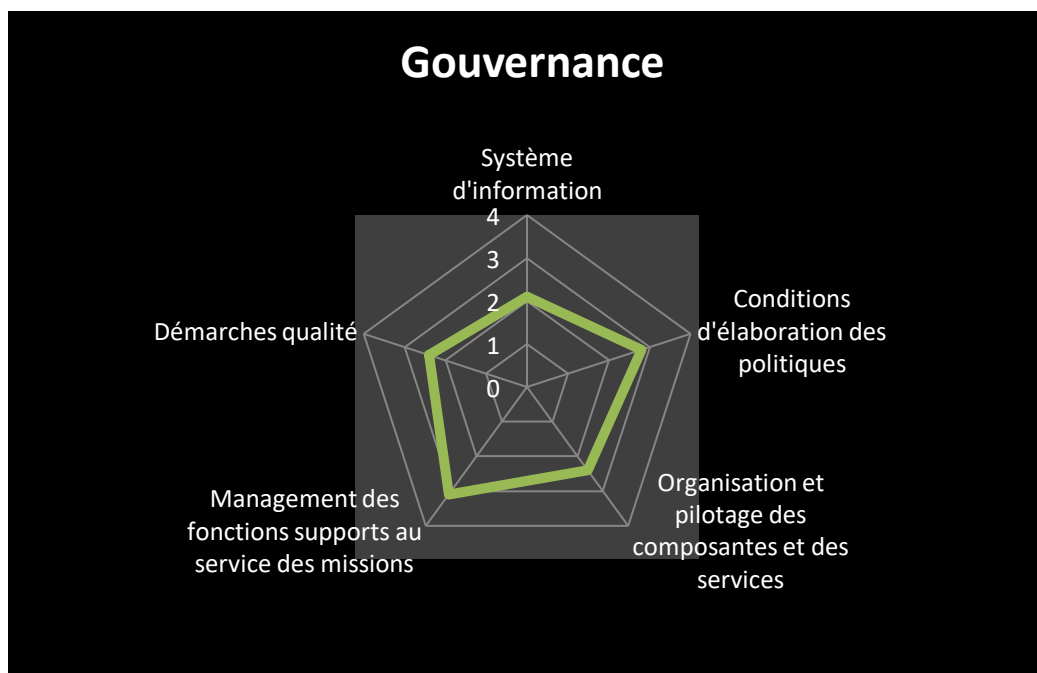 Gouvernance
Système
d'information
4
3
2
1
0
Conditions
d'élaboration des
politiques
Organisation et
pilotage des
composantes et des
services
Management des
fonctions supports au
service des missions
Démarches qualité